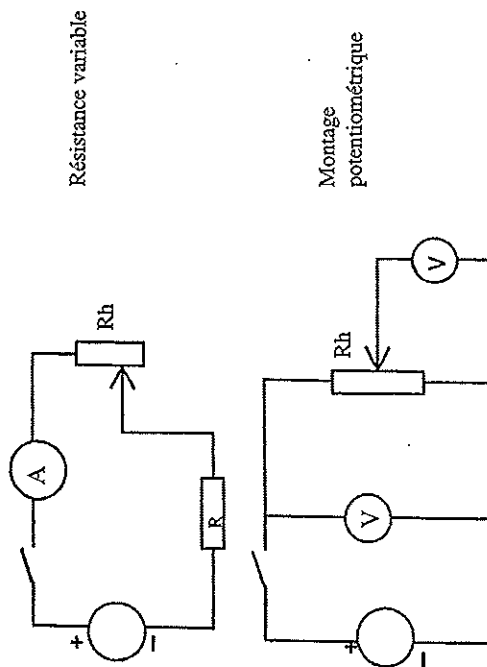 Résistance variable
Rh
A
R
+
−
Montage
potentiométrique
Rh
V
V
+
−